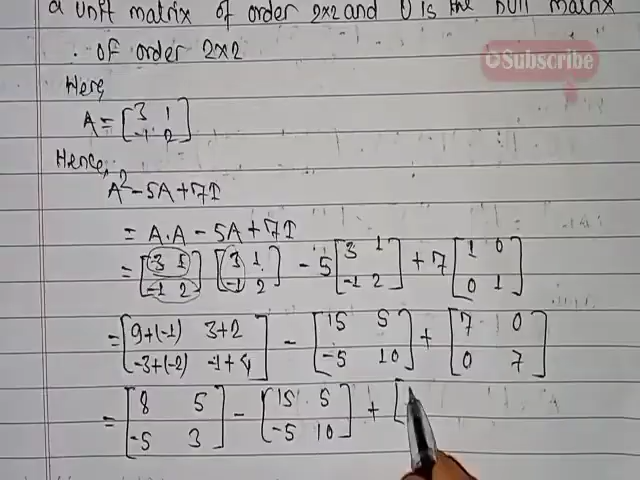 a unit matrix of order 2x2 and 0 is the null matrix
of order 2x2
Subscribe
Here,
A = [3 1 -1 2]
Hence,
A² - 5A + 7I
= A.A - 5A + 7I
= [3 1 -1 2] [3 1 -1 2] - 5 [3 1 -1 2] + 7 [1 0 0 1]
= [9+(-1) 3+2 -3+(-2) -1+4] - [15 5 -5 10] + [7 0 0 7]
= [8 5 -5 3] - [15 5 -5 10] + [